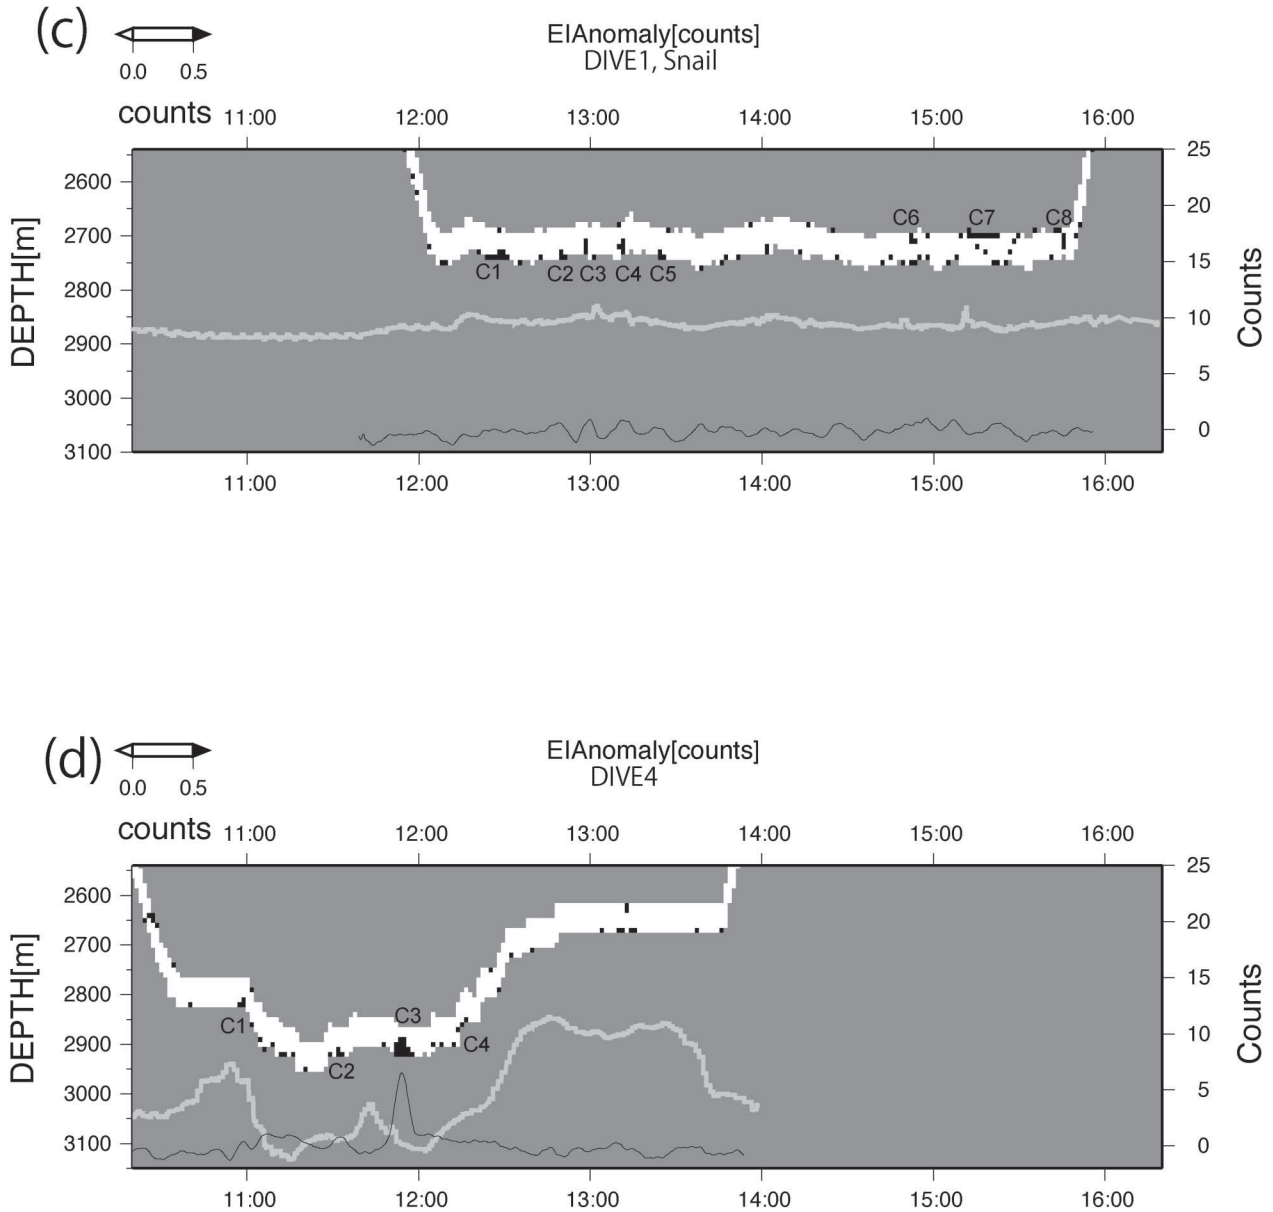 (c)
0.0 0.5
counts
EIAnomaly[counts]
DIVE1, Snail
11:00 12:00 13:00 14:00 15:00 16:00
DEPTH[m]
2600
2700
2800
2900
3000
3100
C1 C2 C3 C4 C5 C6 C7 C8
25
20
15
10
5
0
Counts
11:00 12:00 13:00 14:00 15:00 16:00
(d)
0.0 0.5
counts
EIAnomaly[counts]
DIVE4
11:00 12:00 13:00 14:00 15:00 16:00
DEPTH[m]
2600
2700
2800
2900
3000
3100
C1 C2 C3 C4
25
20
15
10
5
0
Counts
11:00 12:00 13:00 14:00 15:00 16:00